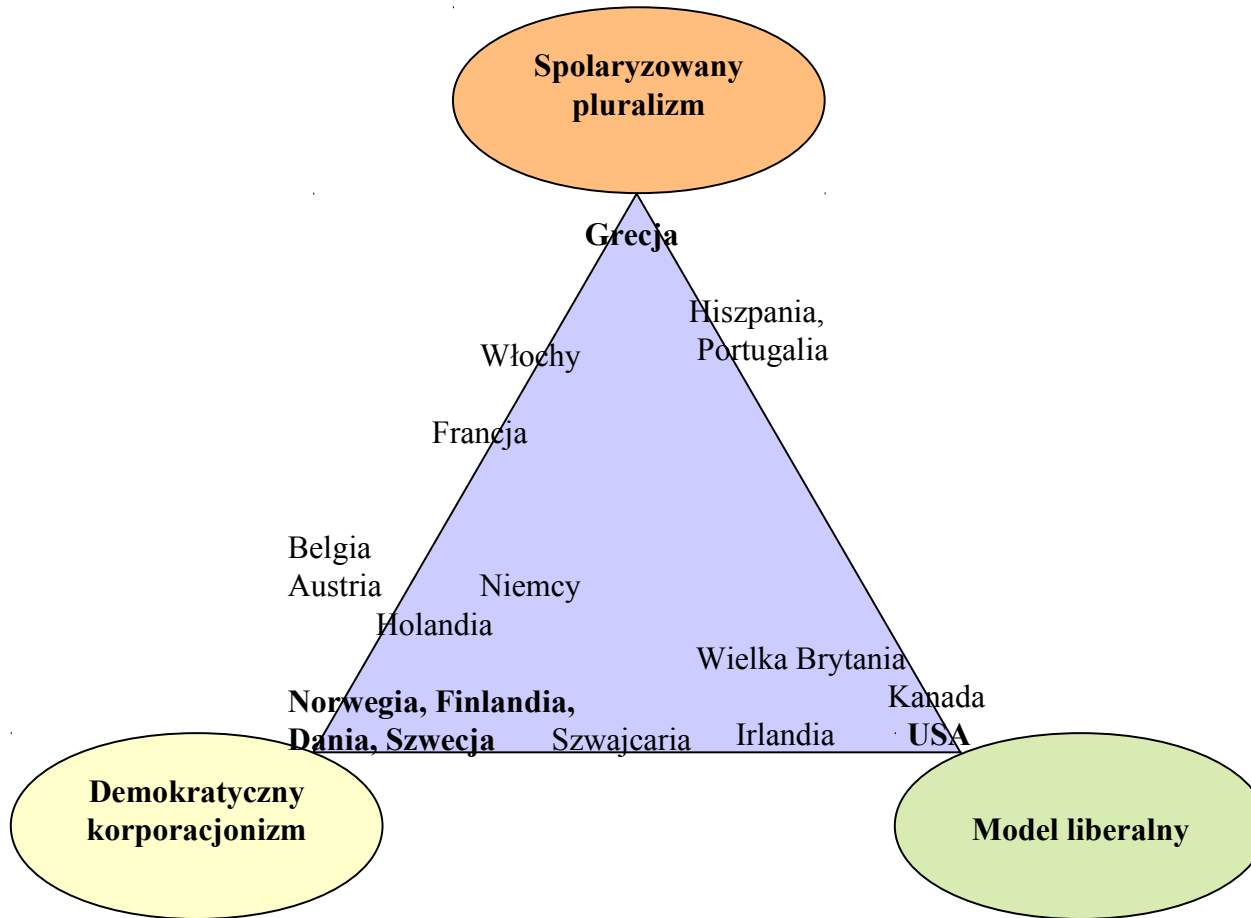 Spolaryzowany
pluralizm
Grecja
Hiszpania,
Portugalia
Włochy
Francja
Belgia
Austria
Niemcy
Holandia
Wielka Brytania
Kanada
Norwegia, Finlandia,
Dania, Szwecja
Szwajcaria
Irlandia
USA
Demokratyczny
korporacjonizm
Model liberalny